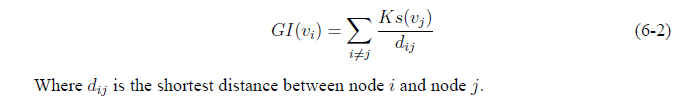 GI(v_i) = \sum_{i \neq j} \frac{Ks(v_j)}{d_{ij}} (6-2)
Where d_{ij} is the shortest distance between node i and node j.